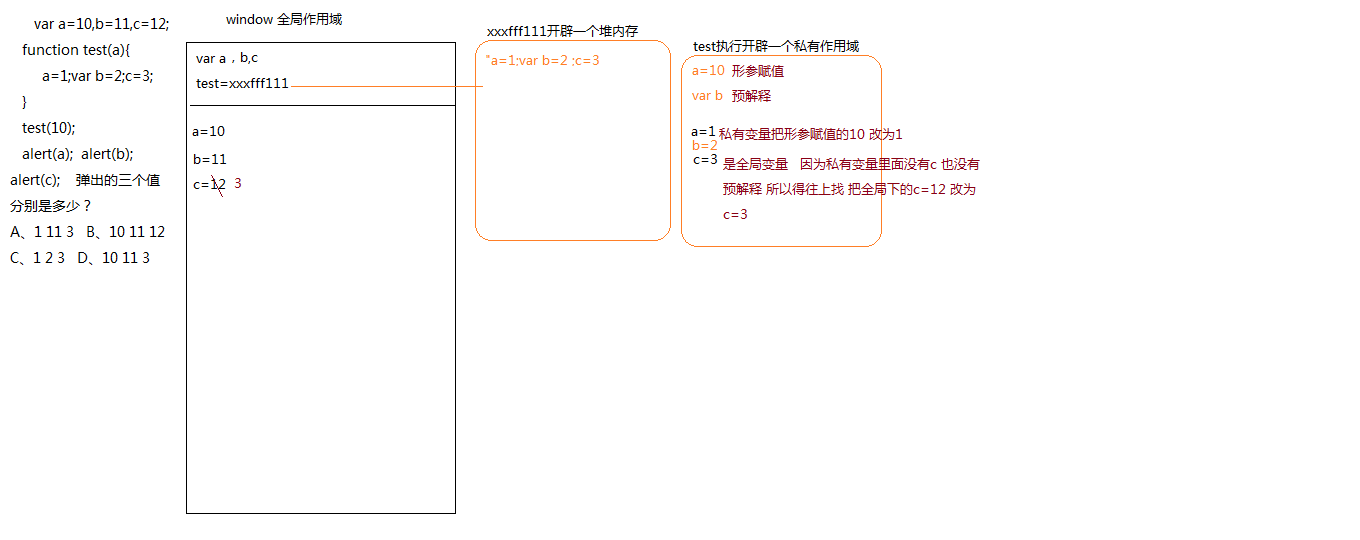 var a=10,b=11,c=12;
function test(a){
a=1;var b=2;c=3;
}
test(10);
alert(a); alert(b);
alert(c); 弹出的三个值
分别是多少？
A、1 11 3 B、10 11 12
C、1 2 3 D、10 11 3
window 全局作用域
var a , b,c
test=xxxfff111
a=10
b=11
c=12 3
xxxfff111开辟一个堆内存
"a=1;var b=2 ;c=3
test执行开辟一个私有作用域
a=10 形参赋值
var b 预解释
a=1 私有变量把形参赋值的10 改为1
b=2
c=3 是全局变量 因为私有变量里面没有c 也没有
预解释 所以得往上找 把全局下的c=12 改为
c=3